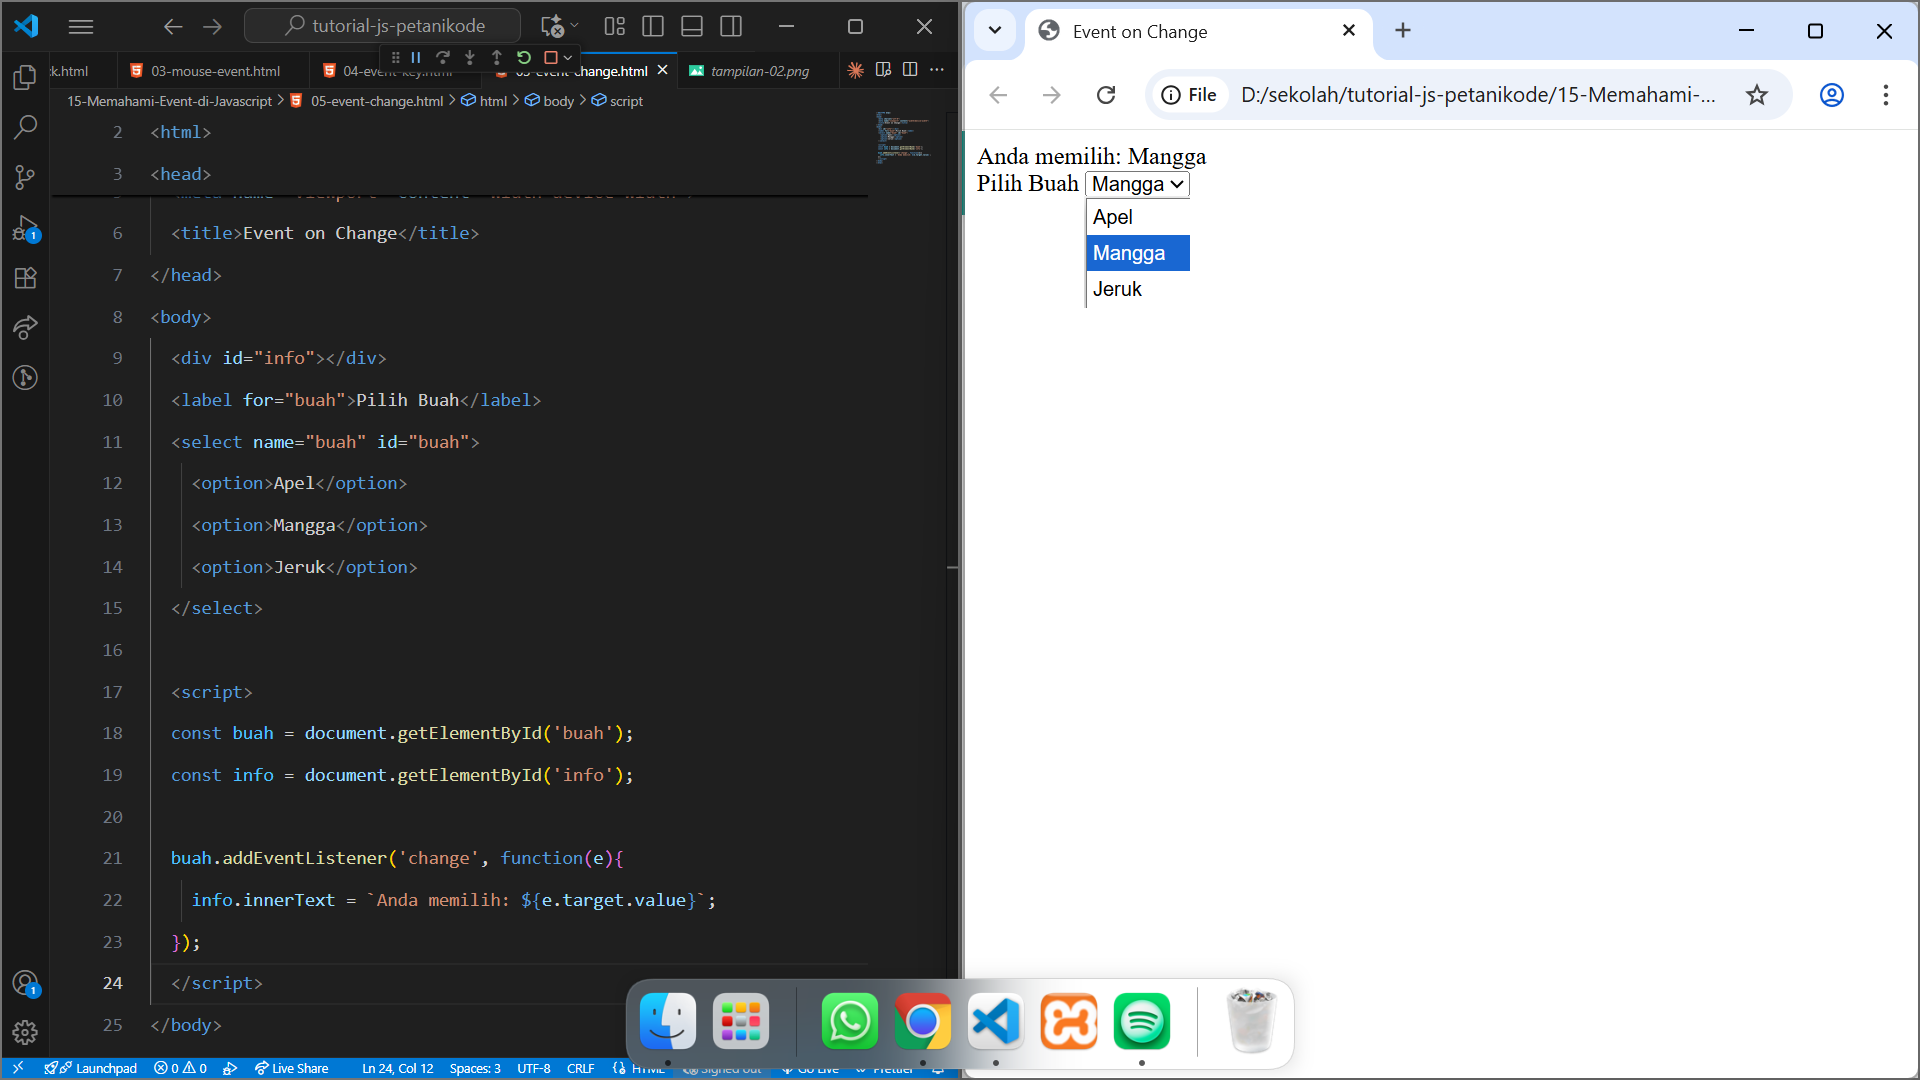 tutorial-js-petanikode
k.html
03-mouse-event.html
04-event-key.html
05-event-change.html
tampilan-02.png
15-Memahami-Event-di-Javascript > 05-event-change.html > html > body > script
2 <html>
3 <head>
6 <title>Event on Change</title>
7 </head>
8 <body>
9 <div id="info"></div>
10 <label for="buah">Pilih Buah</label>
11 <select name="buah" id="buah">
12 <option>Apel</option>
13 <option>Mangga</option>
14 <option>Jeruk</option>
15 </select>
16
17 <script>
18 const buah = document.getElementById('buah');
19 const info = document.getElementById('info');
20
21 buah.addEventListener('change', function(e){
22 info.innerText = `Anda memilih: ${e.target.value}`;
23 });
24 </script>
25 </body>
1
1
Launchpad 0 0 Live Share Ln 24, Col 12 Spaces: 3 UTF-8 CRLF HTML Signed out Go Live Prettier
Event on Change
File D:/sekolah/tutorial-js-petanikode/15-Memahami-...
Anda memilih: Mangga
Pilih Buah Mangga
Apel
Mangga
Jeruk